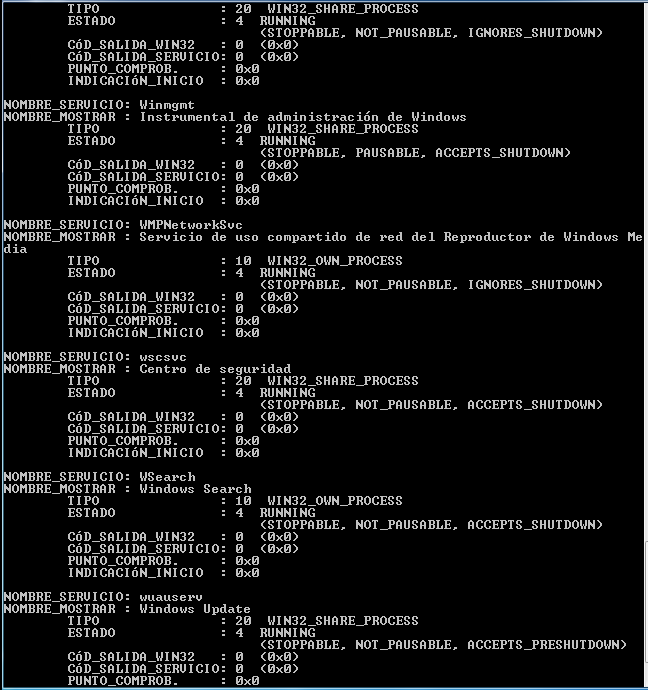 TIPO               : 20  WIN32_SHARE_PROCESS
        ESTADO             : 4  RUNNING
                                (STOPPABLE, NOT_PAUSABLE, IGNORES_SHUTDOWN)
        CóD_SALIDA_WIN32   : 0  (0x0)
        CóD_SALIDA_SERVICIO: 0  (0x0)
        PUNTO_COMPROB.     : 0x0
        INDICACIóN_INICIO  : 0x0

NOMBRE_SERVICIO: Winmgmt
NOMBRE_MOSTRAR : Instrumental de administración de Windows
        TIPO               : 20  WIN32_SHARE_PROCESS
        ESTADO             : 4  RUNNING
                                (STOPPABLE, PAUSABLE, ACCEPTS_SHUTDOWN)
        CóD_SALIDA_WIN32   : 0  (0x0)
        CóD_SALIDA_SERVICIO: 0  (0x0)
        PUNTO_COMPROB.     : 0x0
        INDICACIóN_INICIO  : 0x0

NOMBRE_SERVICIO: WMPNetworkSvc
NOMBRE_MOSTRAR : Servicio de uso compartido de red del Reproductor de Windows Me
dia
        TIPO               : 10  WIN32_OWN_PROCESS
        ESTADO             : 4  RUNNING
                                (STOPPABLE, NOT_PAUSABLE, IGNORES_SHUTDOWN)
        CóD_SALIDA_WIN32   : 0  (0x0)
        CóD_SALIDA_SERVICIO: 0  (0x0)
        PUNTO_COMPROB.     : 0x0
        INDICACIóN_INICIO  : 0x0

NOMBRE_SERVICIO: wscsvc
NOMBRE_MOSTRAR : Centro de seguridad
        TIPO               : 20  WIN32_SHARE_PROCESS
        ESTADO             : 4  RUNNING
                                (STOPPABLE, NOT_PAUSABLE, ACCEPTS_SHUTDOWN)
        CóD_SALIDA_WIN32   : 0  (0x0)
        CóD_SALIDA_SERVICIO: 0  (0x0)
        PUNTO_COMPROB.     : 0x0
        INDICACIóN_INICIO  : 0x0

NOMBRE_SERVICIO: WSearch
NOMBRE_MOSTRAR : Windows Search
        TIPO               : 10  WIN32_OWN_PROCESS
        ESTADO             : 4  RUNNING
                                (STOPPABLE, NOT_PAUSABLE, ACCEPTS_SHUTDOWN)
        CóD_SALIDA_WIN32   : 0  (0x0)
        CóD_SALIDA_SERVICIO: 0  (0x0)
        PUNTO_COMPROB.     : 0x0
        INDICACIóN_INICIO  : 0x0

NOMBRE_SERVICIO: wuauserv
NOMBRE_MOSTRAR : Windows Update
        TIPO               : 20  WIN32_SHARE_PROCESS
        ESTADO             : 4  RUNNING
                                (STOPPABLE, NOT_PAUSABLE, ACCEPTS_PRESHUTDOWN)
        CóD_SALIDA_WIN32   : 0  (0x0)
        CóD_SALIDA_SERVICIO: 0  (0x0)
        PUNTO_COMPROB.     : 0x0